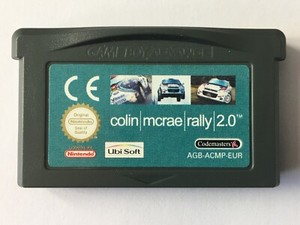 GAME BOY ADVANCE
CE
colin|mcrae|rally|2.0™
Original
Nintendo
Seal of
Quality
Nintendo
Ubi Soft
Codemasters
AGB-ACMP-EUR